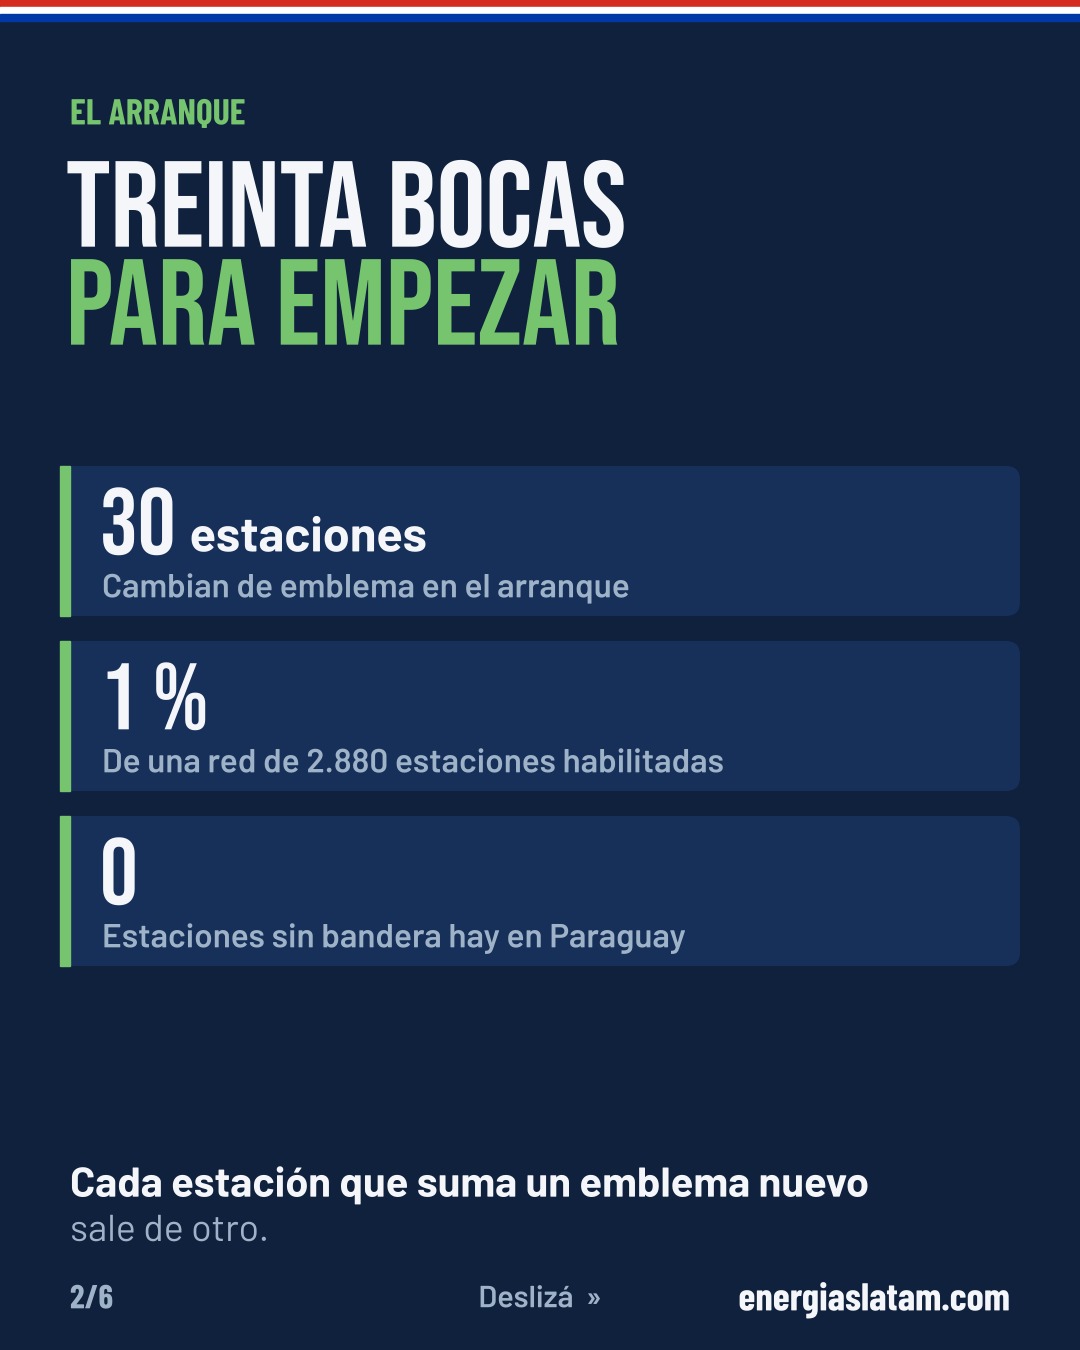 EL ARRANQUE
TREINTA BOCAS
PARA EMPEZAR
30 estaciones
Cambian de emblema en el arranque
1 %
De una red de 2.880 estaciones habilitadas
0
Estaciones sin bandera hay en Paraguay
Cada estación que suma un emblema nuevo
sale de otro.
2/6
Deslizá »
energiaslatam.com